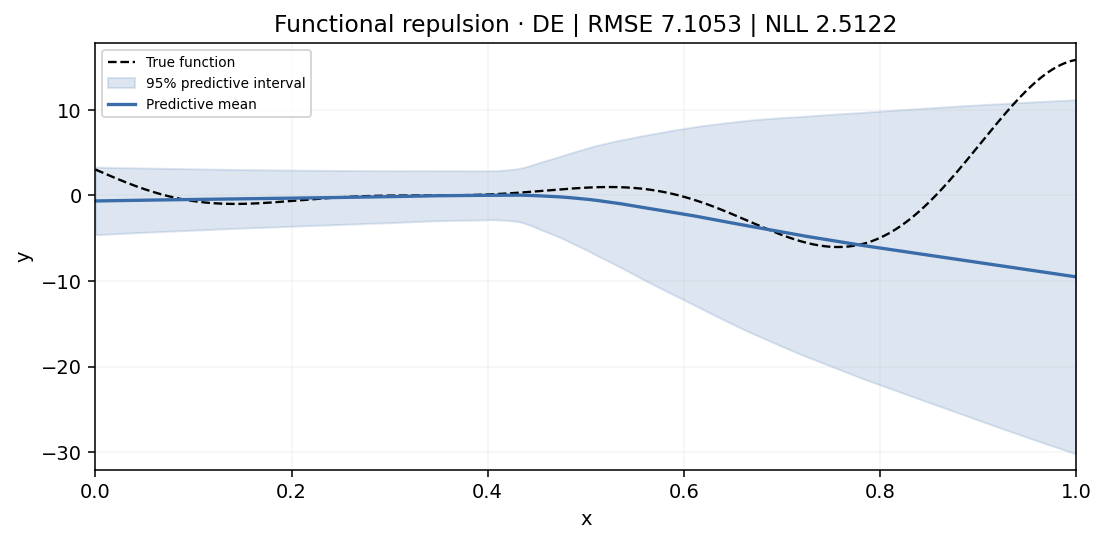 Functional repulsion · DE | RMSE 7.1053 | NLL 2.5122
True function
95% predictive interval
Predictive mean
10
0
−10
−20
−30
y
0.0 0.2 0.4 0.6 0.8 1.0
x